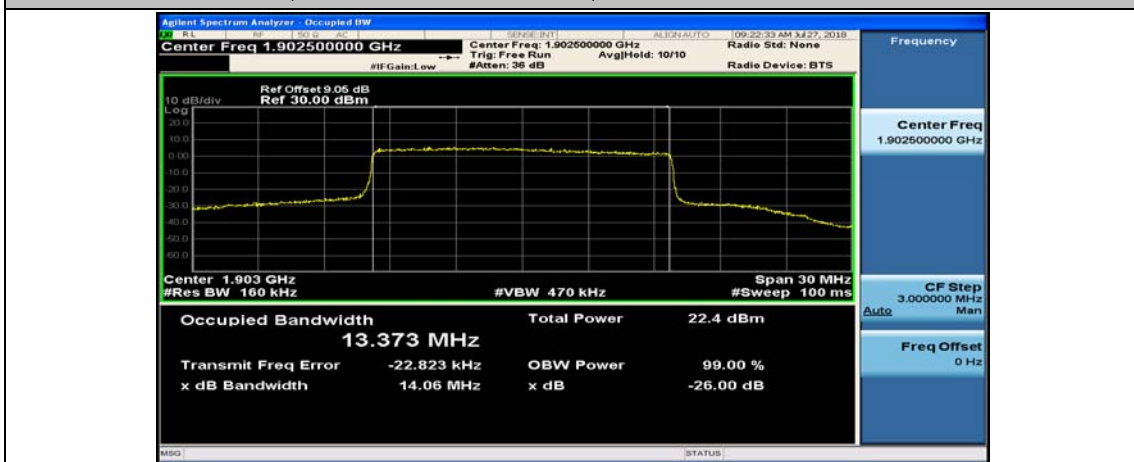 Agilent Spectrum Analyzer - Occupied BW
RL RF 50 Ω AC SENSE:INT ALIGN AUTO 09:22:33 AM Jul 27, 2018
Center Freq 1.902500000 GHz
Center Freq: 1.902500000 GHz
Radio Std: None
Trig: Free Run Avg|Hold: 10/10
#IFGain:Low #Atten: 36 dB Radio Device: BTS
Ref Offset 9.05 dB
10 dB/div Ref 30.00 dBm
Log
20.0
10.0
0.00
-10.0
-20.0
-30.0
-40.0
-50.0
-60.0
Center 1.903 GHz Span 30 MHz
#Res BW 160 kHz #VBW 470 kHz #Sweep 100 ms
Occupied Bandwidth Total Power 22.4 dBm
13.373 MHz
Transmit Freq Error -22.823 kHz OBW Power 99.00 %
x dB Bandwidth 14.06 MHz x dB -26.00 dB
MSG STATUS
Frequency
Center Freq
1.902500000 GHz
CF Step
3.000000 MHz
Auto Man
Freq Offset
0 Hz